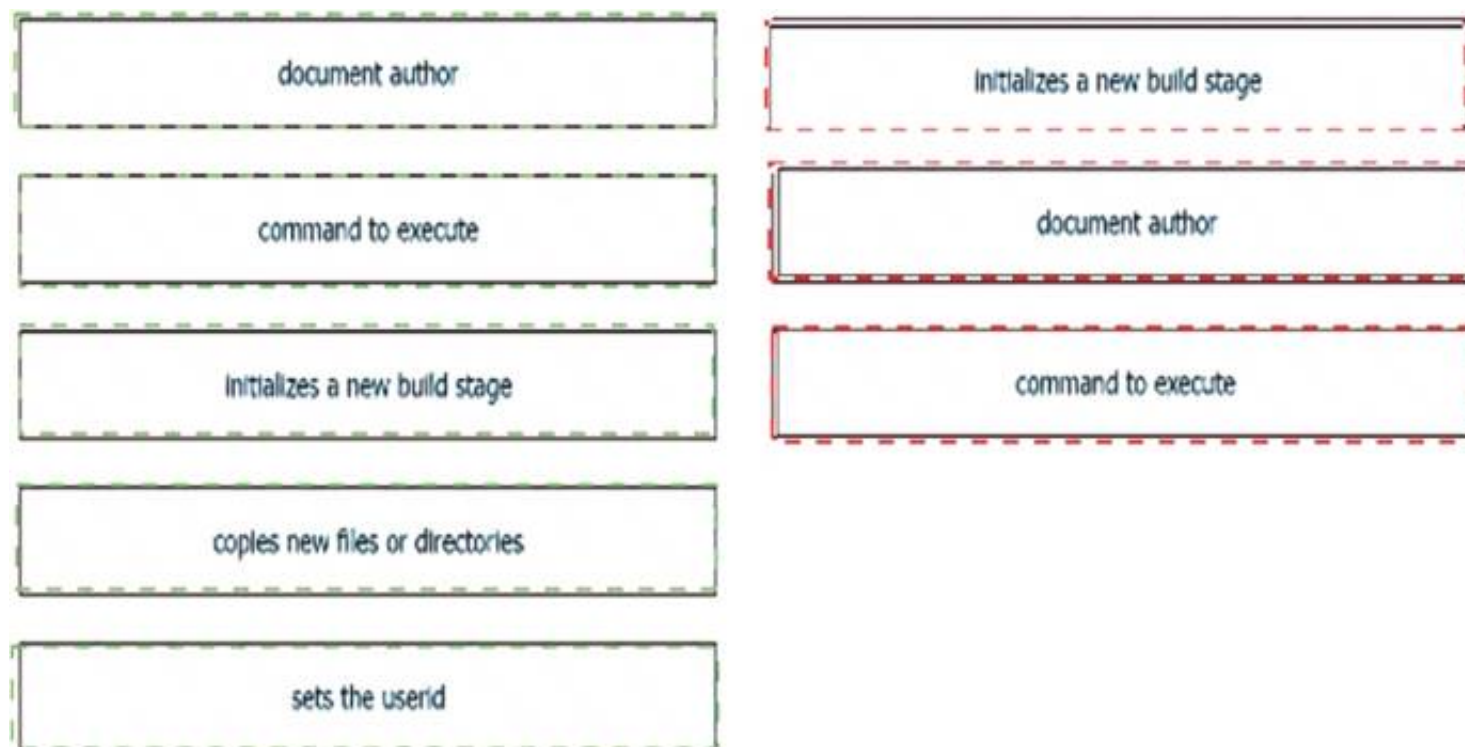 document author
command to execute
initializes a new build stage
copies new files or directories
sets the userid
initializes a new build stage
document author
command to execute